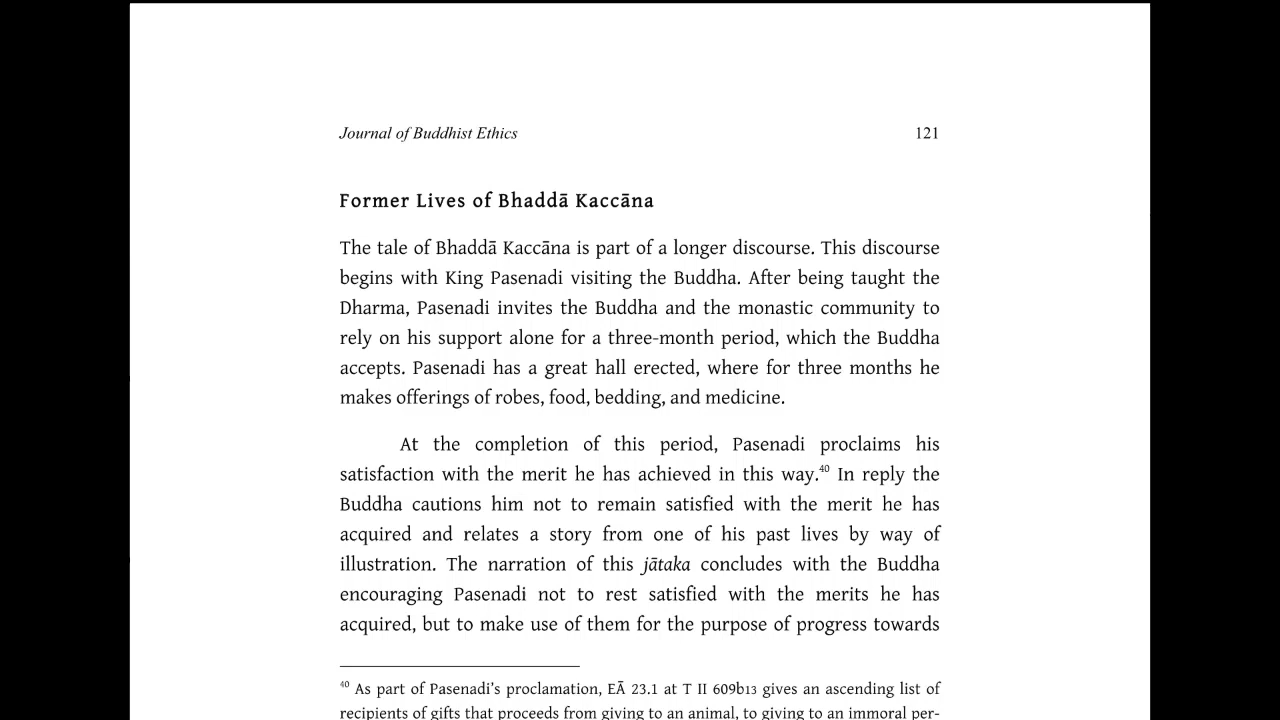 Journal of Buddhist Ethics 121
Former Lives of Bhaddā Kaccāna
The tale of Bhaddā Kaccāna is part of a longer discourse. This discourse
begins with King Pasenadi visiting the Buddha. After being taught the
Dharma, Pasenadi invites the Buddha and the monastic community to
rely on his support alone for a three-month period, which the Buddha
accepts. Pasenadi has a great hall erected, where for three months he
makes offerings of robes, food, bedding, and medicine.
At the completion of this period, Pasenadi proclaims his
satisfaction with the merit he has achieved in this way.40 In reply the
Buddha cautions him not to remain satisfied with the merit he has
acquired and relates a story from one of his past lives by way of
illustration. The narration of this jātaka concludes with the Buddha
encouraging Pasenadi not to rest satisfied with the merits he has
acquired, but to make use of them for the purpose of progress towards
40 As part of Pasenadi’s proclamation, EĀ 23.1 at T II 609b13 gives an ascending list of
recipients of gifts that proceeds from giving to an animal, to giving to an immoral per-